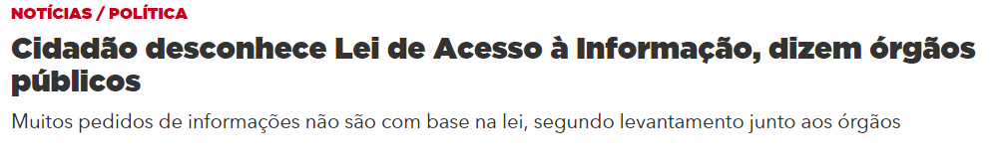 NOTÍCIAS / POLÍTICA
Cidadão desconhece Lei de Acesso à Informação, dizem órgãos
públicos
Muitos pedidos de informações não são com base na lei, segundo levantamento junto aos órgãos